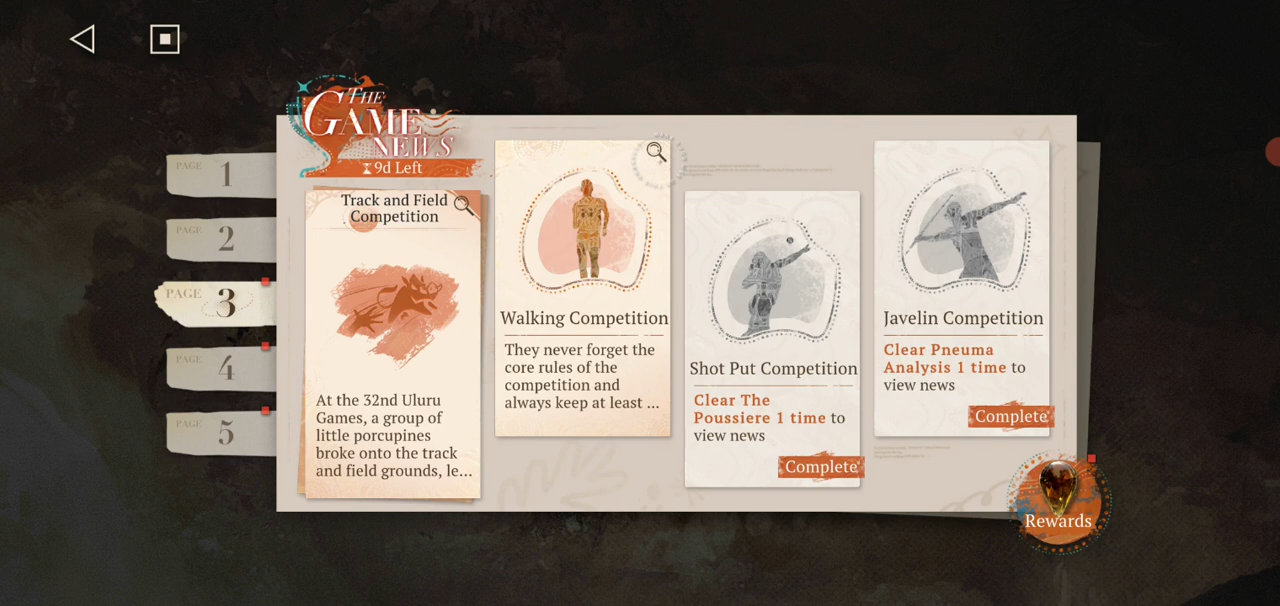 THE
GAME
NEWS
9d Left
PAGE 1
PAGE 2
PAGE 3
PAGE 4
PAGE 5
Track and Field
Competition
At the 32nd Uluru
Games, a group of
little porcupines
broke onto the track
and field grounds, le...
Walking Competition
They never forget the
core rules of the
competition and
always keep at least ...
Shot Put Competition
Clear The
Poussiere 1 time to
view news
Complete
Javelin Competition
Clear Pneuma
Analysis 1 time to
view news
Complete
Rewards